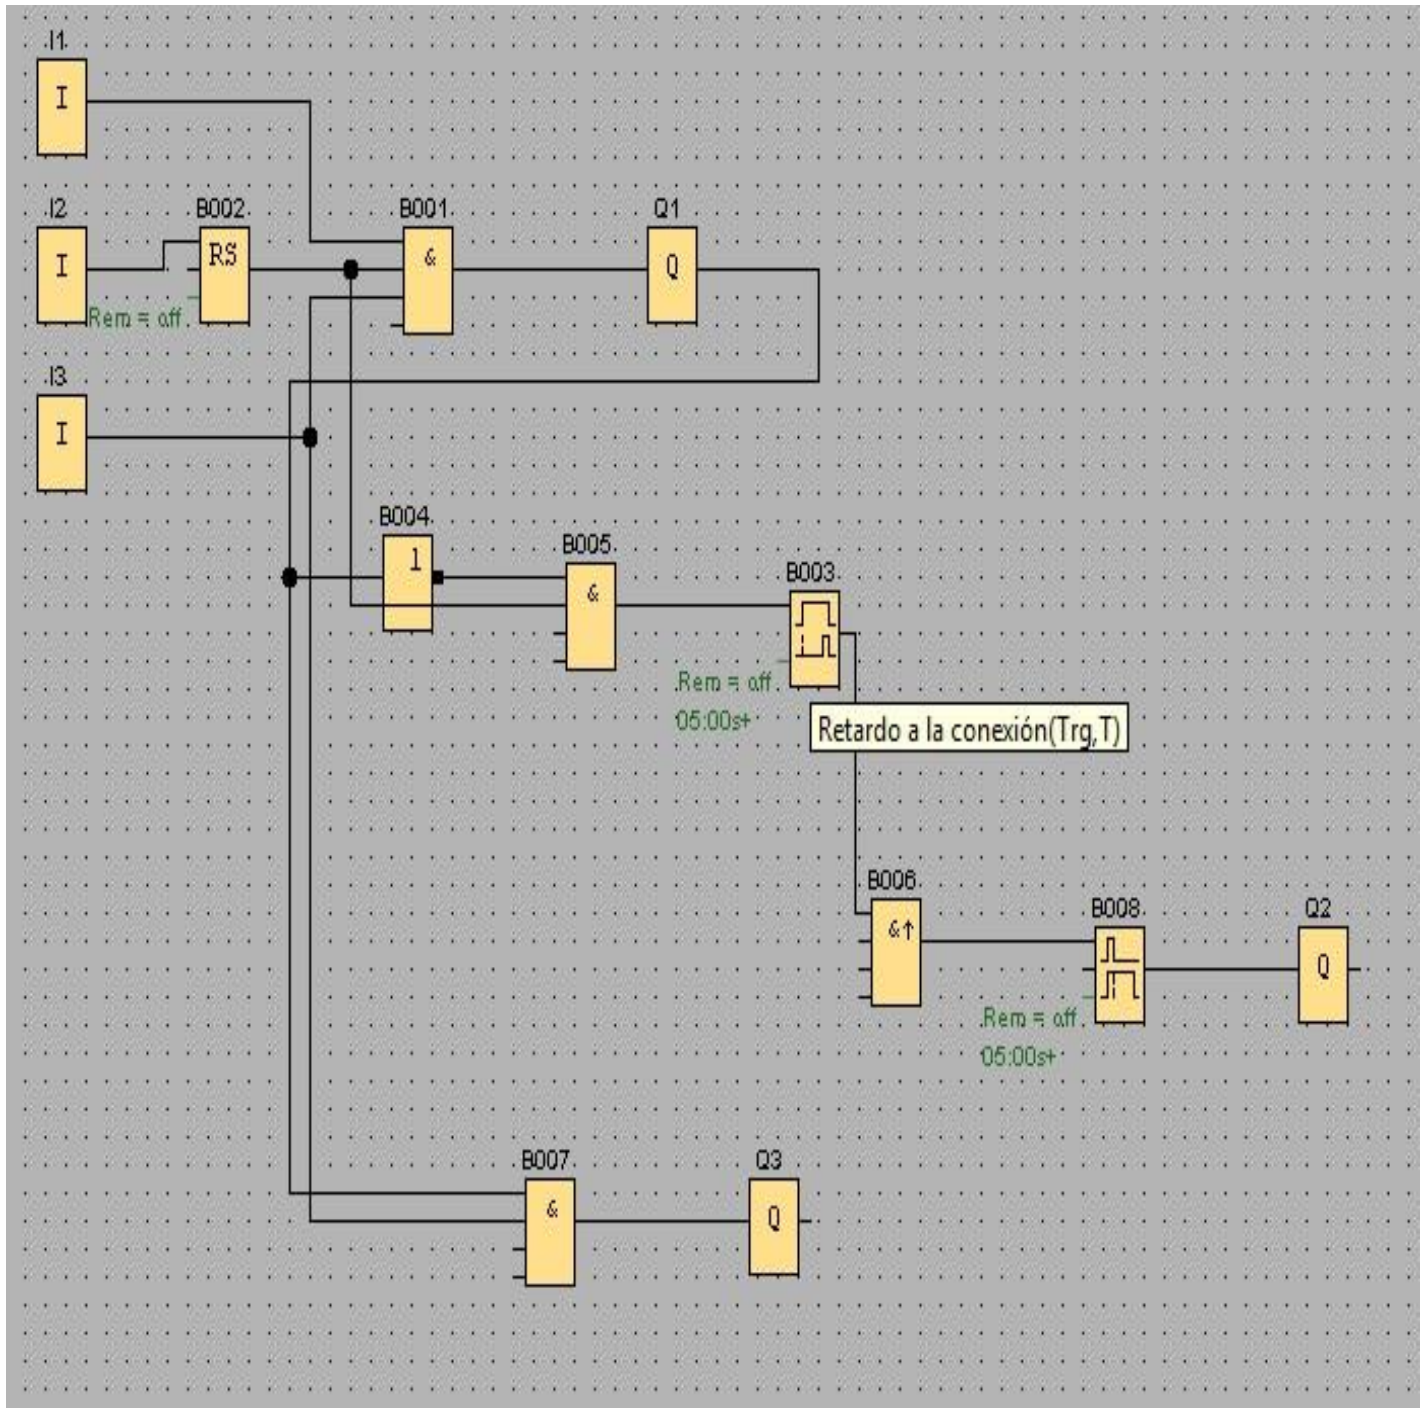 I1
I
I2 B002 B001 Q1
I RS & Q
Rem = off
I3
I
B004
1
B005
&
B003
Rem = off
05:00s+
Retardo a la conexión(Trg,T)
B006
&↑
B008 Q2
Q
Rem = off
05:00s+
B007 Q3
& Q